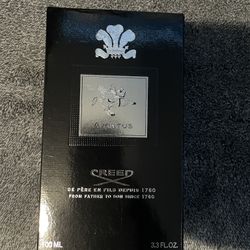 AVENTUS
CREED
DE PÈRE EN FILS DEPUIS 1760
FROM FATHER TO SON SINCE 1760
100 ML
3.3 FL.OZ.